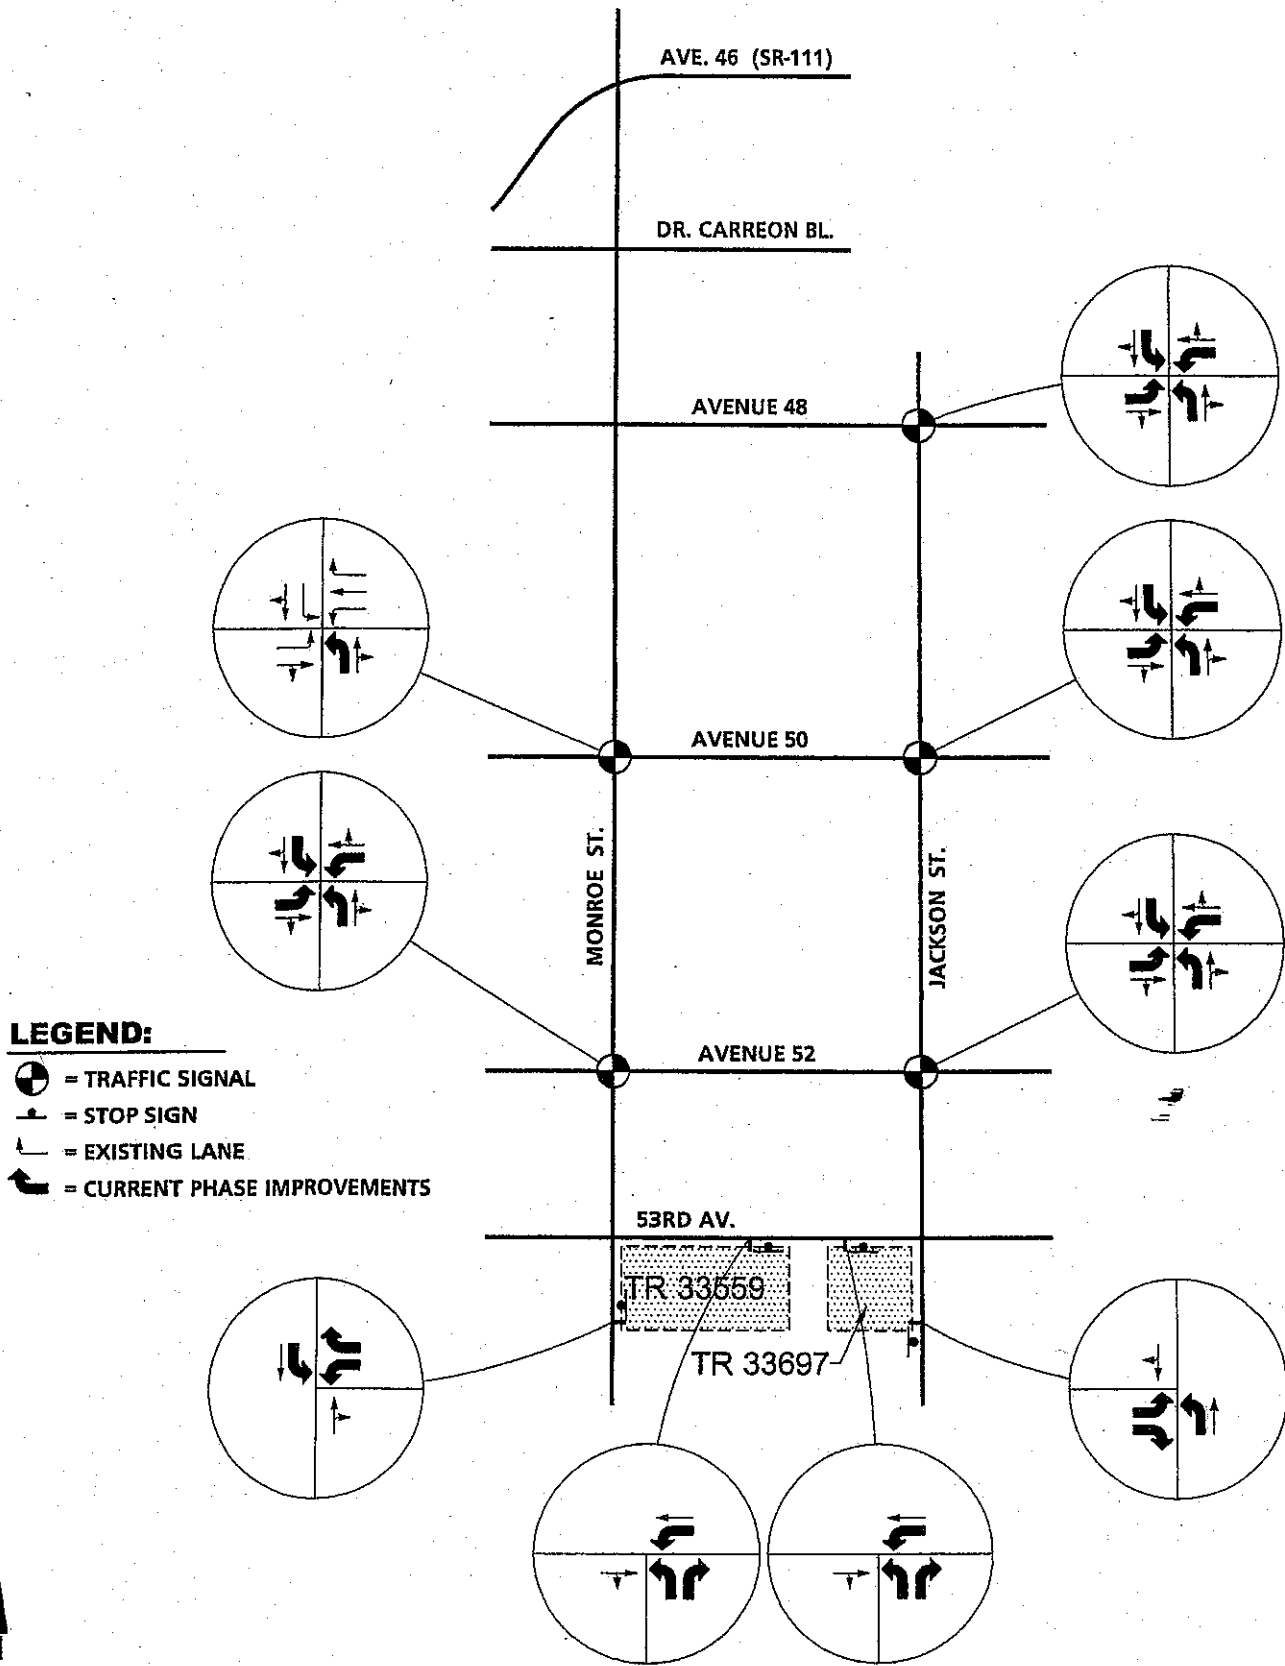 AVE. 46 (SR-111)
DR. CARREON BL.
AVENUE 48
AVENUE 50
MONROE ST.
JACKSON ST.
AVENUE 52
LEGEND:
= TRAFFIC SIGNAL
= STOP SIGN
= EXISTING LANE
= CURRENT PHASE IMPROVEMENTS
53RD AV.
TR 33559
TR 33697